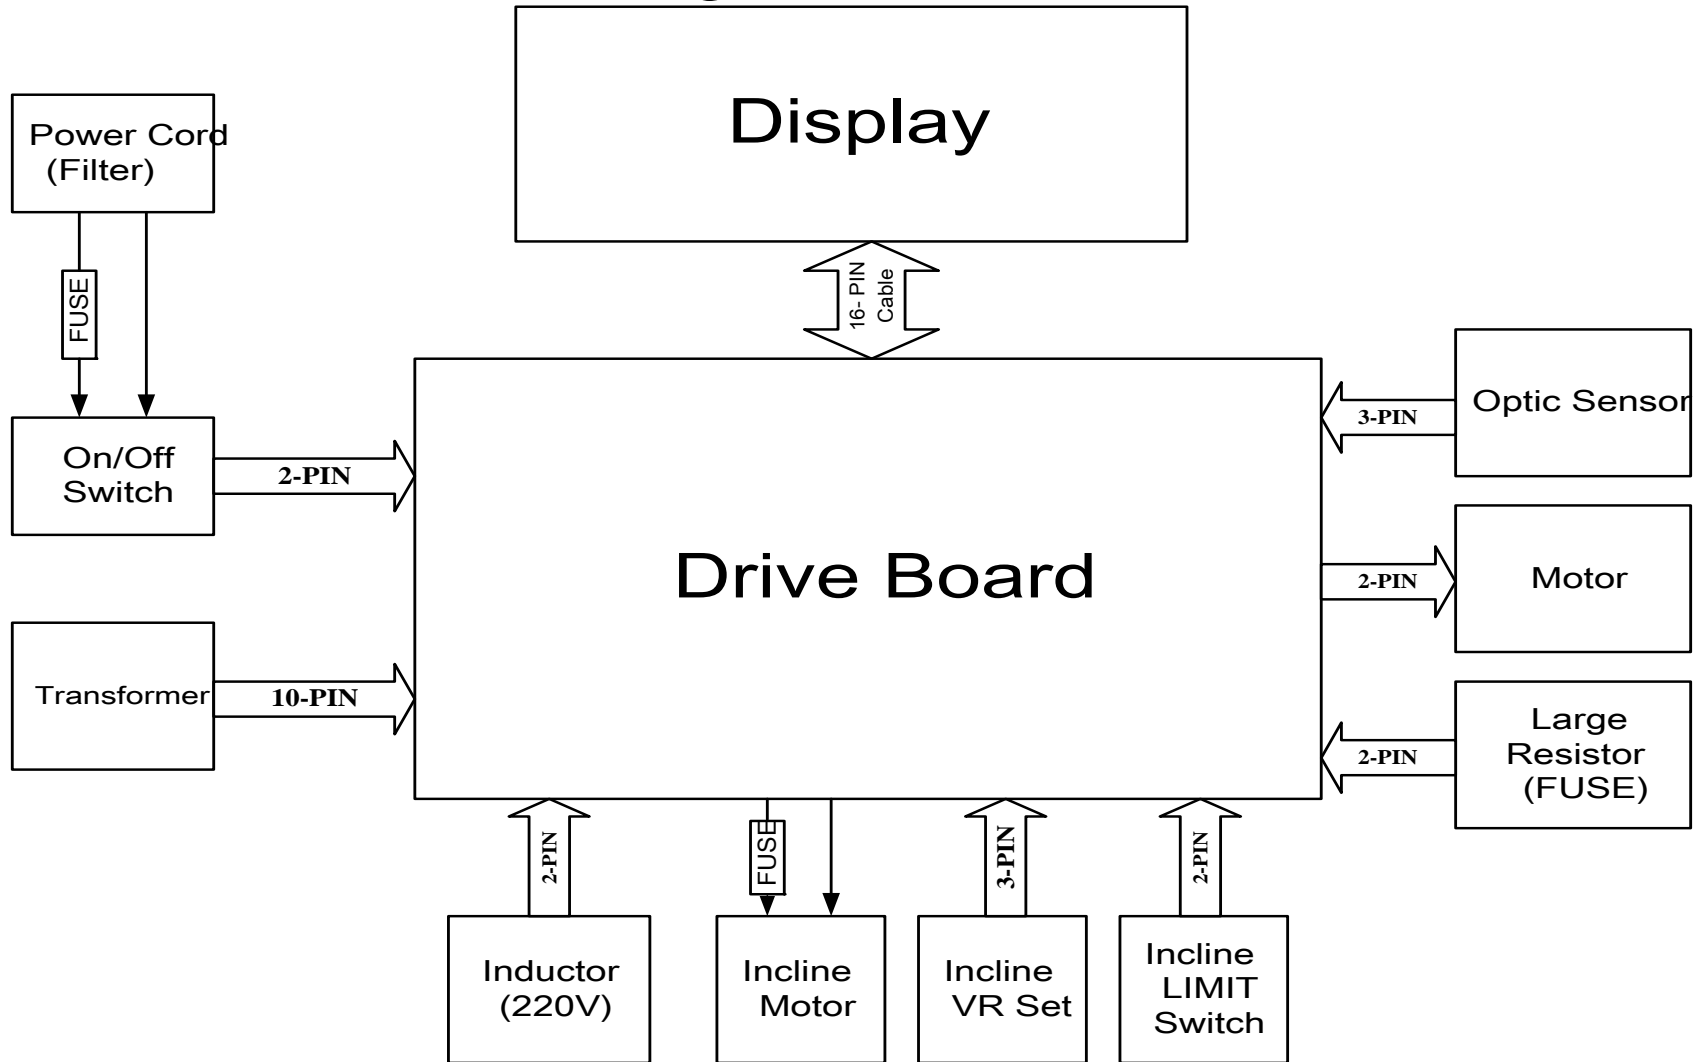 Display
Power Cord
(Filter)
FUSE
16- PIN
Cable
On/Off
Switch
2-PIN
3-PIN
Optic Sensor
Drive Board
2-PIN
Motor
Transformer
10-PIN
2-PIN
Large
Resistor
(FUSE)
2-PIN
FUSE
3-PIN
2-PIN
Inductor
(220V)
Incline
Motor
Incline
VR Set
Incline
LIMIT
Switch